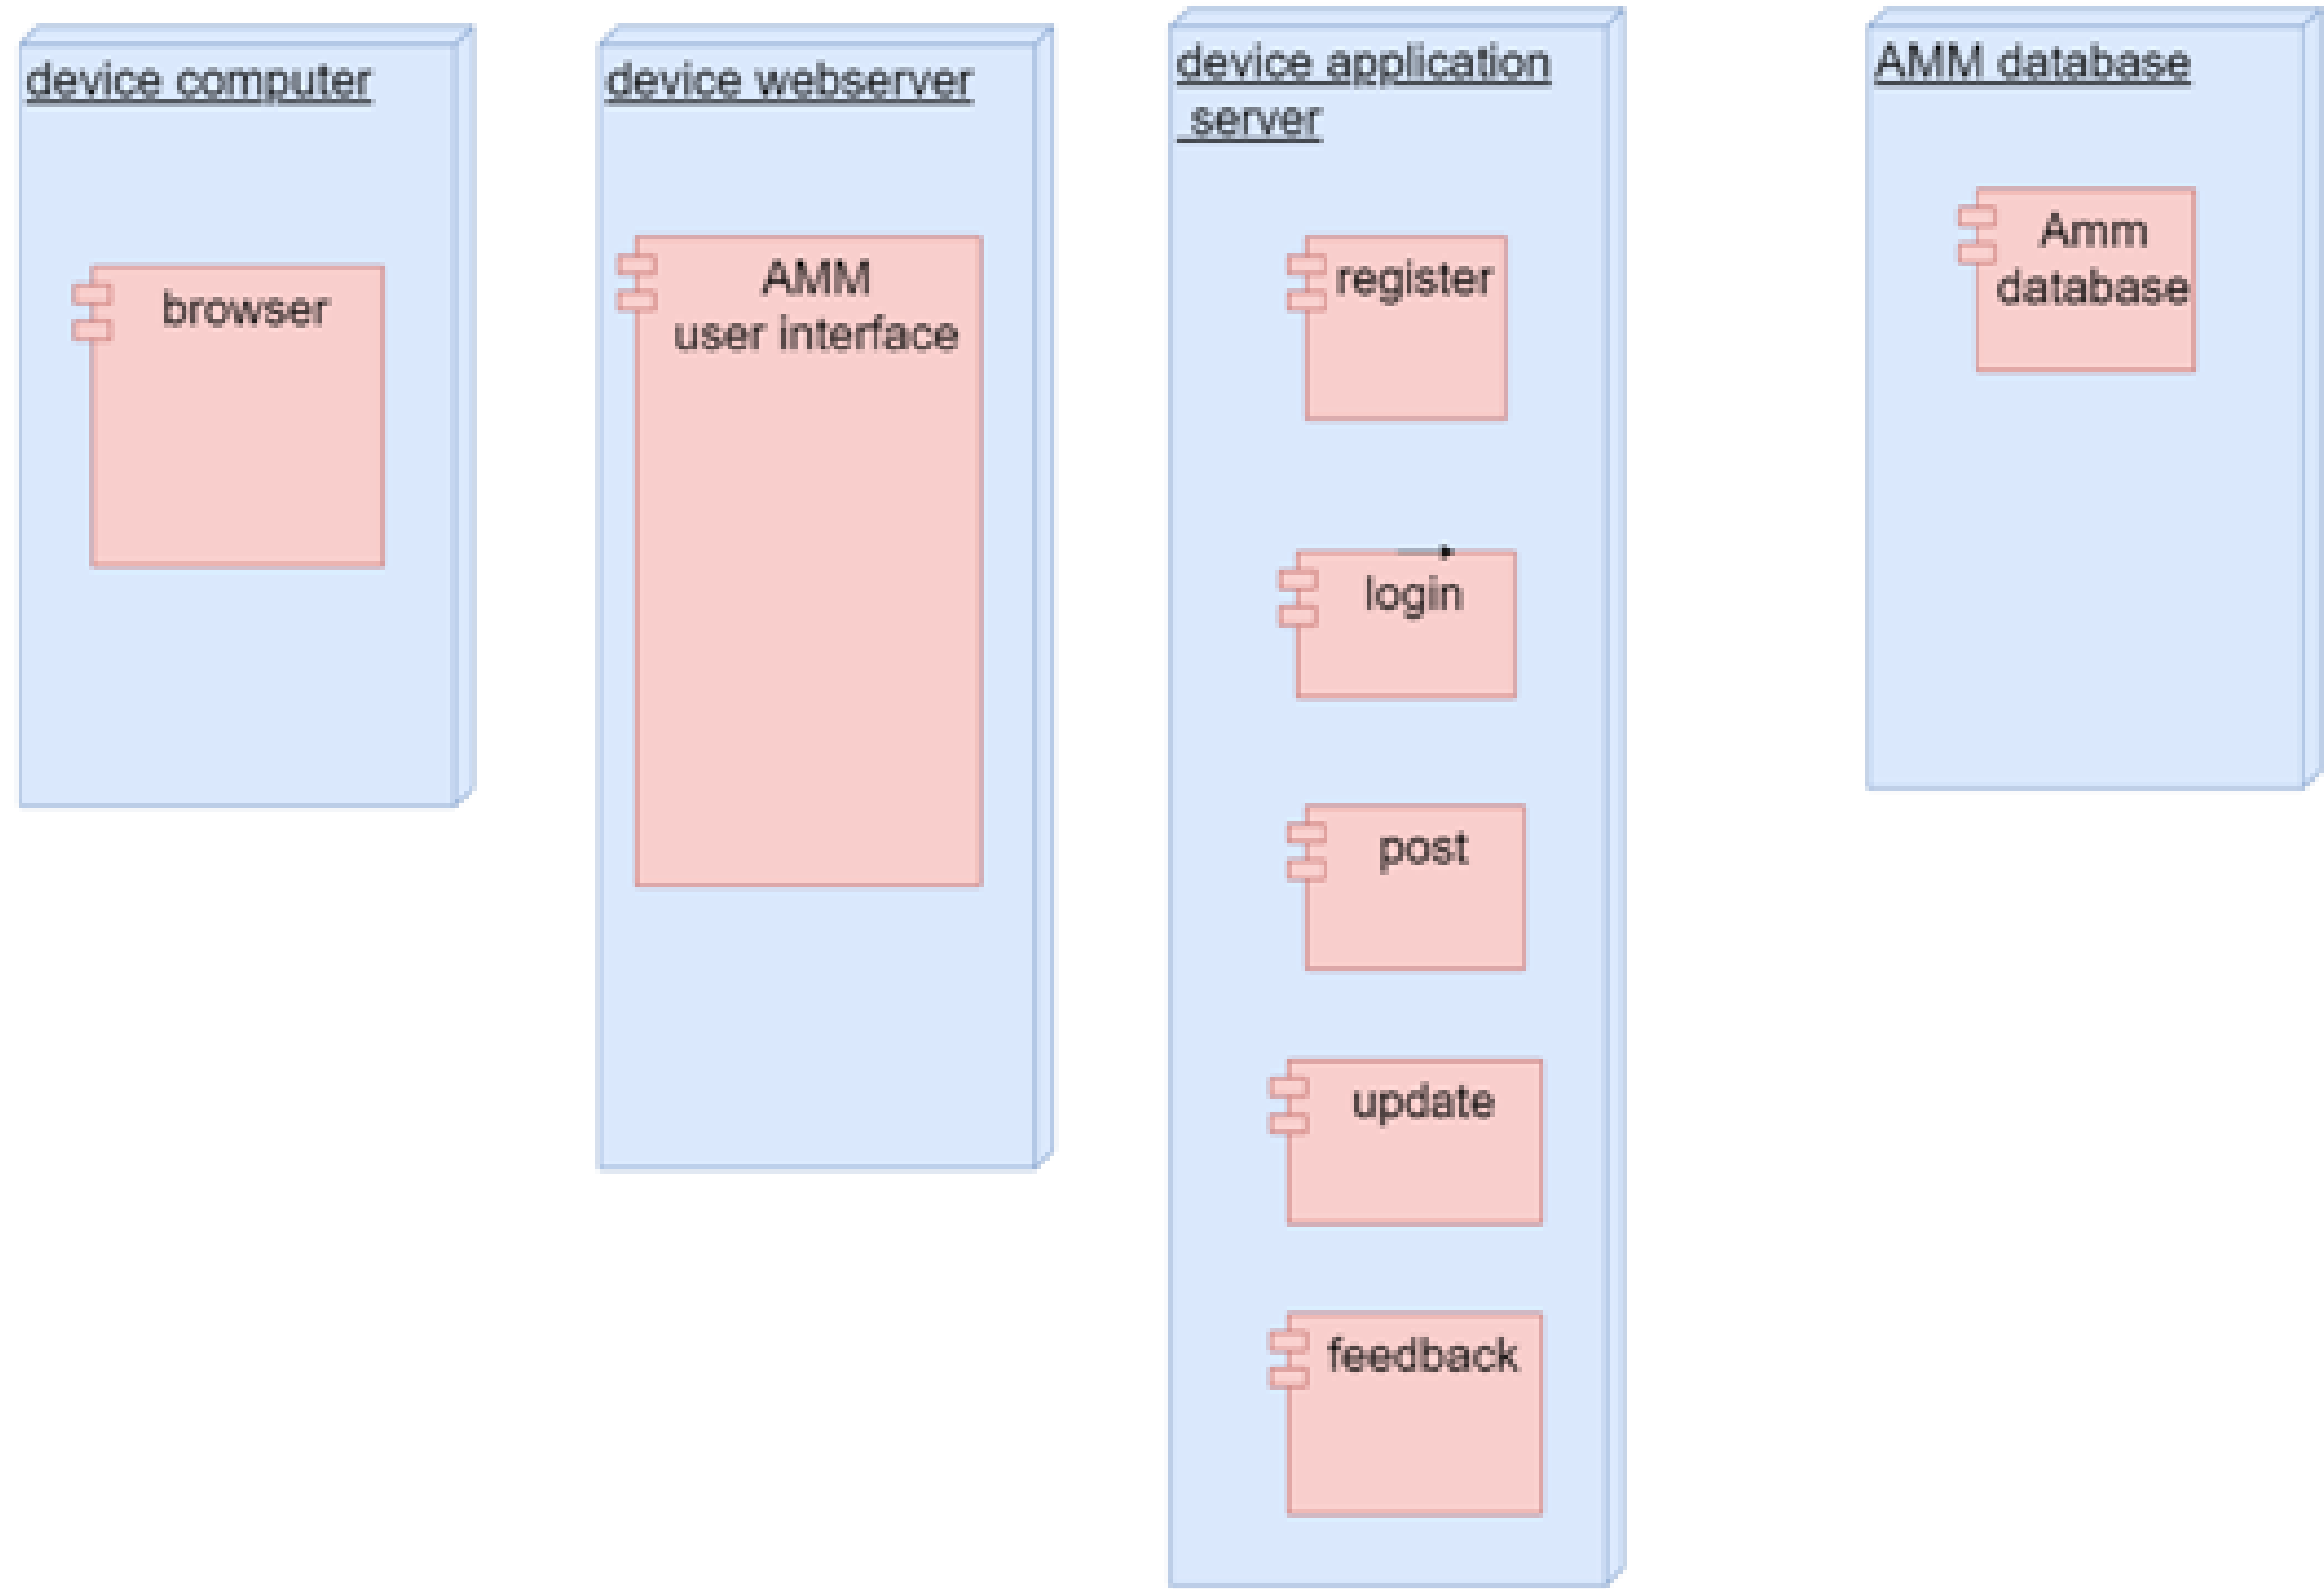 device computer
browser
device webserver
AMM
user interface
device application
server
register
login
post
update
feedback
AMM database
Amm
database